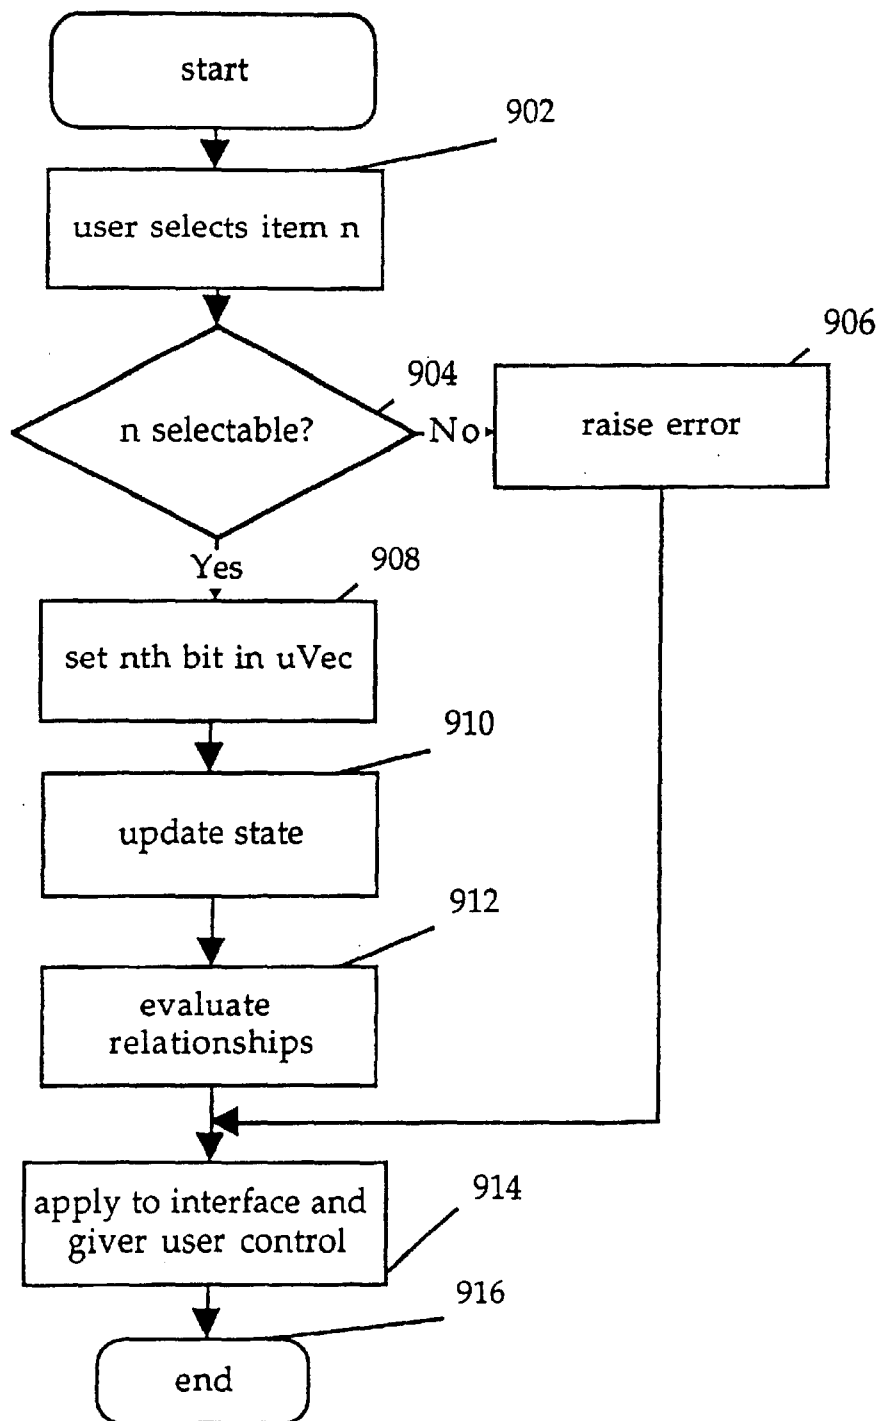 start
902
user selects item n
906
904
n selectable?
No
raise error
Yes
908
set nth bit in uVec
910
update state
912
evaluate
relationships
apply to interface and
giver user control
914
916
end